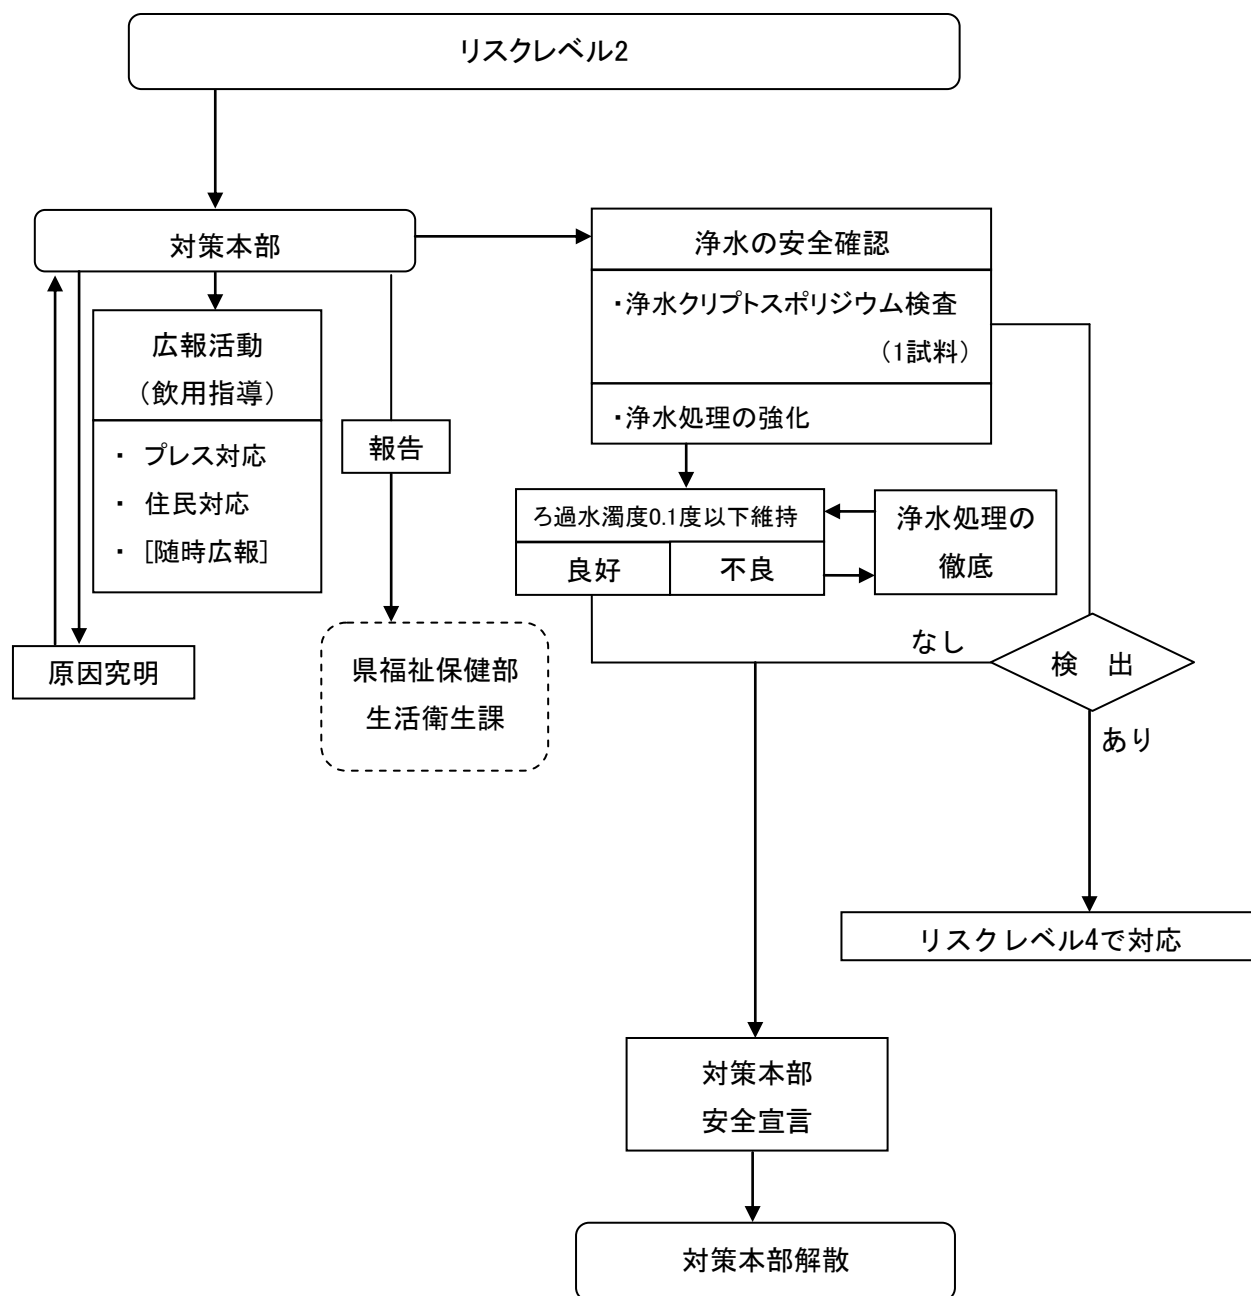 リスクレベル2
対策本部
浄水の安全確認
・浄水クリプトスポリジウム検査
（1試料）
・浄水処理の強化
広報活動
（飲用指導）
・ プレス対応
・ 住民対応
・ [随時広報]
報告
ろ過水濁度0.1度以下維持
良好
不良
浄水処理の
徹底
原因究明
県福祉保健部
生活衛生課
なし
検 出
あり
リスクレベル4で対応
対策本部
安全宣言
対策本部解散